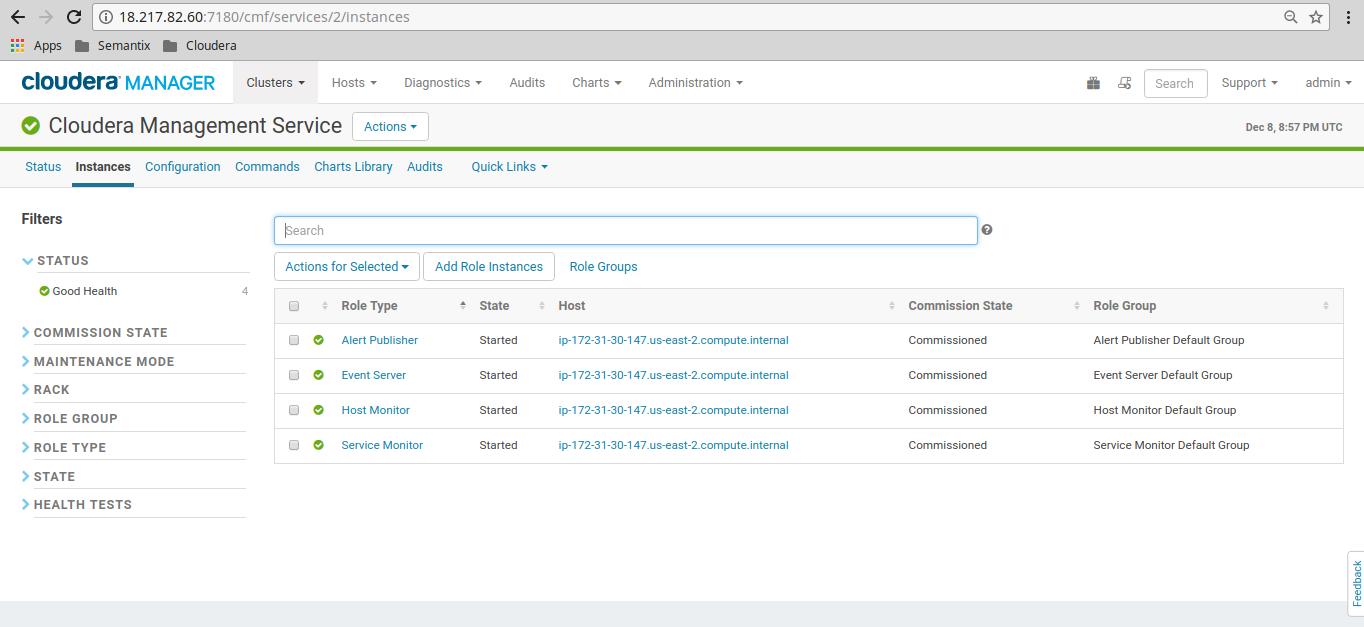 18.217.82.60:7180/cmf/services/2/instances
Apps Semantix Cloudera
cloudera MANAGER Clusters Hosts Diagnostics Audits Charts Administration Search Support admin
Cloudera Management Service Actions Dec 8, 8:57 PM UTC
Status Instances Configuration Commands Charts Library Audits Quick Links
Filters
Search
STATUS
Actions for Selected Add Role Instances Role Groups
Good Health 4
Role Type State Host Commission State Role Group
COMMISSION STATE
Alert Publisher Started ip-172-31-30-147.us-east-2.compute.internal Commissioned Alert Publisher Default Group
MAINTENANCE MODE
Event Server Started ip-172-31-30-147.us-east-2.compute.internal Commissioned Event Server Default Group
RACK
Host Monitor Started ip-172-31-30-147.us-east-2.compute.internal Commissioned Host Monitor Default Group
ROLE GROUP
ROLE TYPE
Service Monitor Started ip-172-31-30-147.us-east-2.compute.internal Commissioned Service Monitor Default Group
STATE
HEALTH TESTS
Feedback